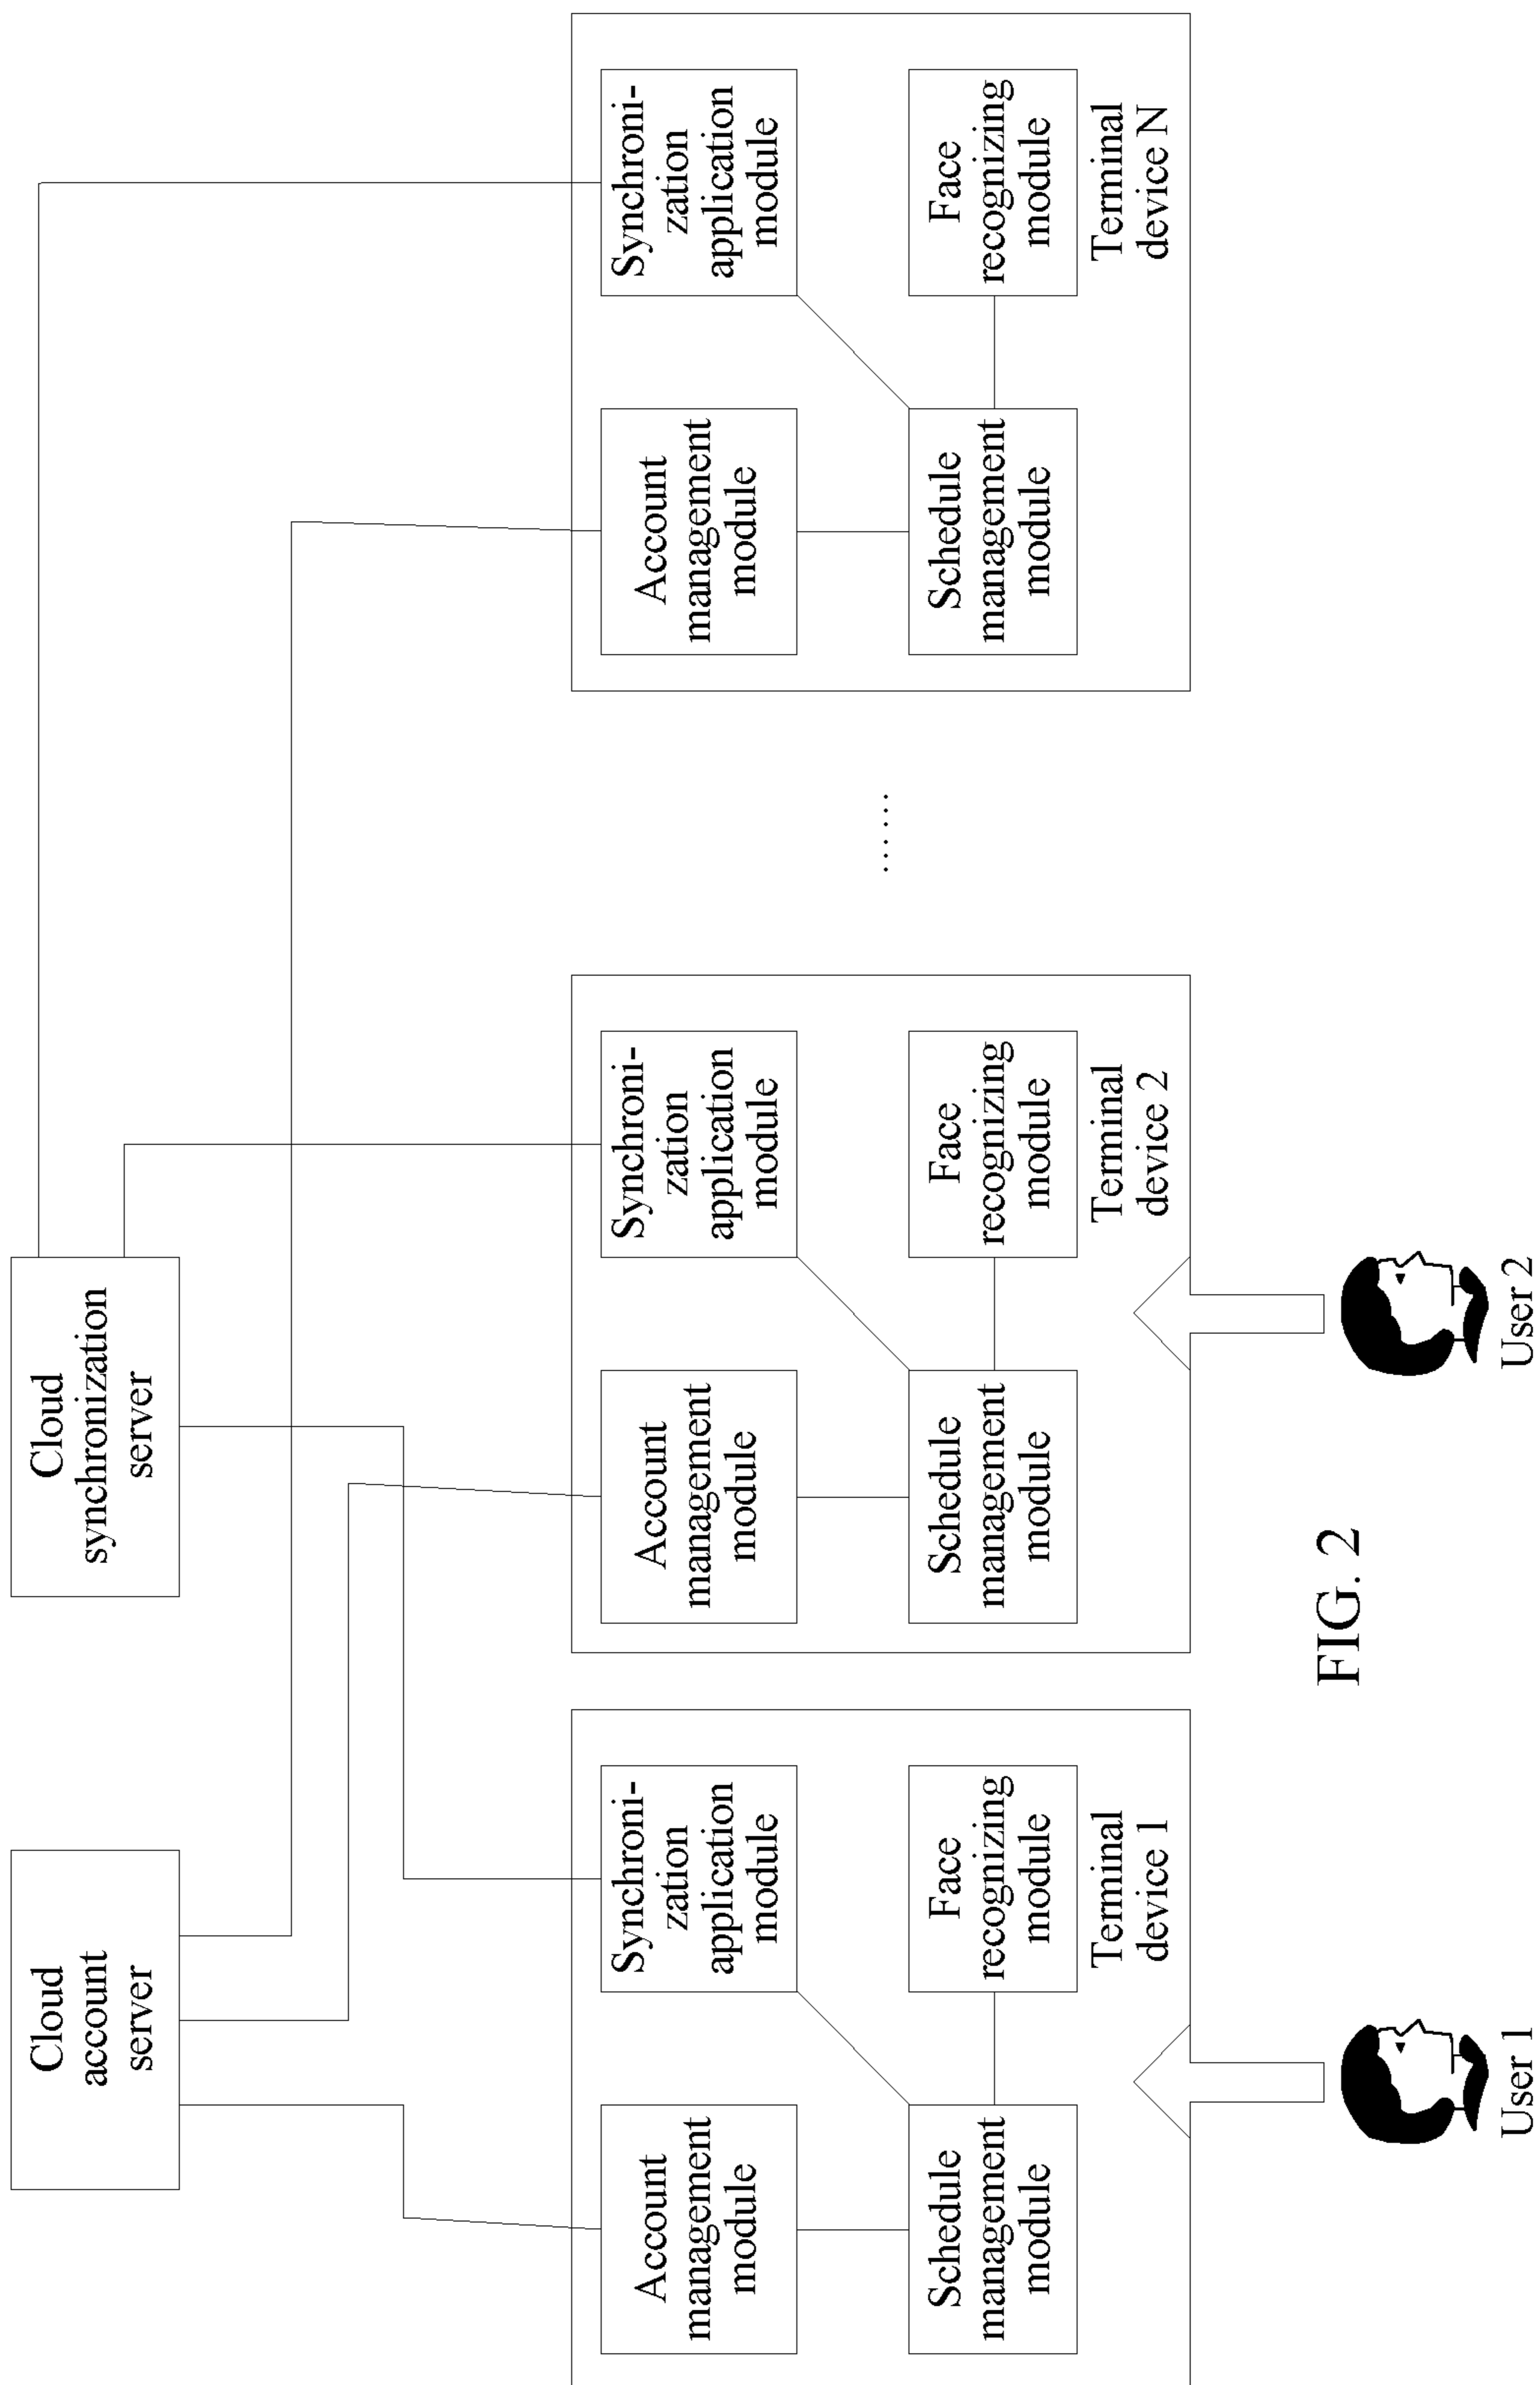 Cloud
account
server
Cloud
synchronization
server
Account
management
module
Synchroni-
zation
application
module
Schedule
management
module
Face
recognizing
module
Terminal
device 1
Account
management
module
Synchroni-
zation
application
module
Schedule
management
module
Face
recognizing
module
Terminal
device 2
......
Account
management
module
Synchroni-
zation
application
module
Schedule
management
module
Face
recognizing
module
Terminal
device N
User 1
User 2
FIG. 2